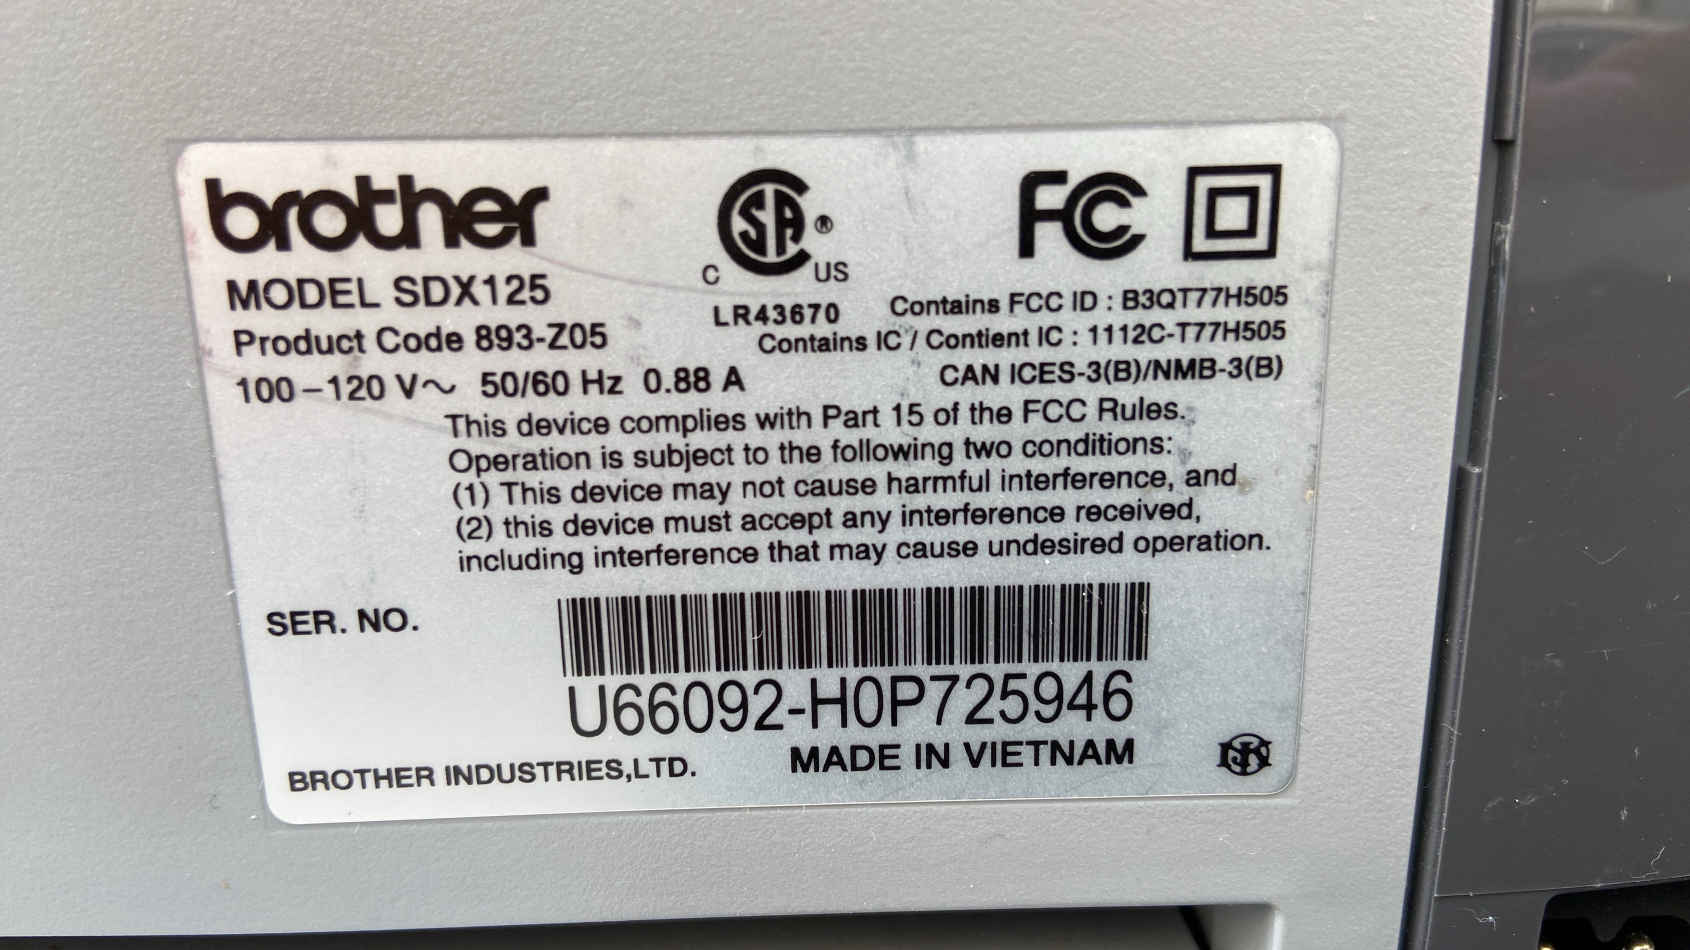 brother
MODEL SDX125
Product Code 893-Z05
100–120 V～ 50/60 Hz 0.88 A
C SA ® US
LR43670
FC
Contains FCC ID : B3QT77H505
Contains IC / Contient IC : 1112C-T77H505
CAN ICES-3(B)/NMB-3(B)
This device complies with Part 15 of the FCC Rules.
Operation is subject to the following two conditions:
(1) This device may not cause harmful interference, and
(2) this device must accept any interference received,
including interference that may cause undesired operation.
SER. NO.
U66092-H0P725946
BROTHER INDUSTRIES,LTD.
MADE IN VIETNAM